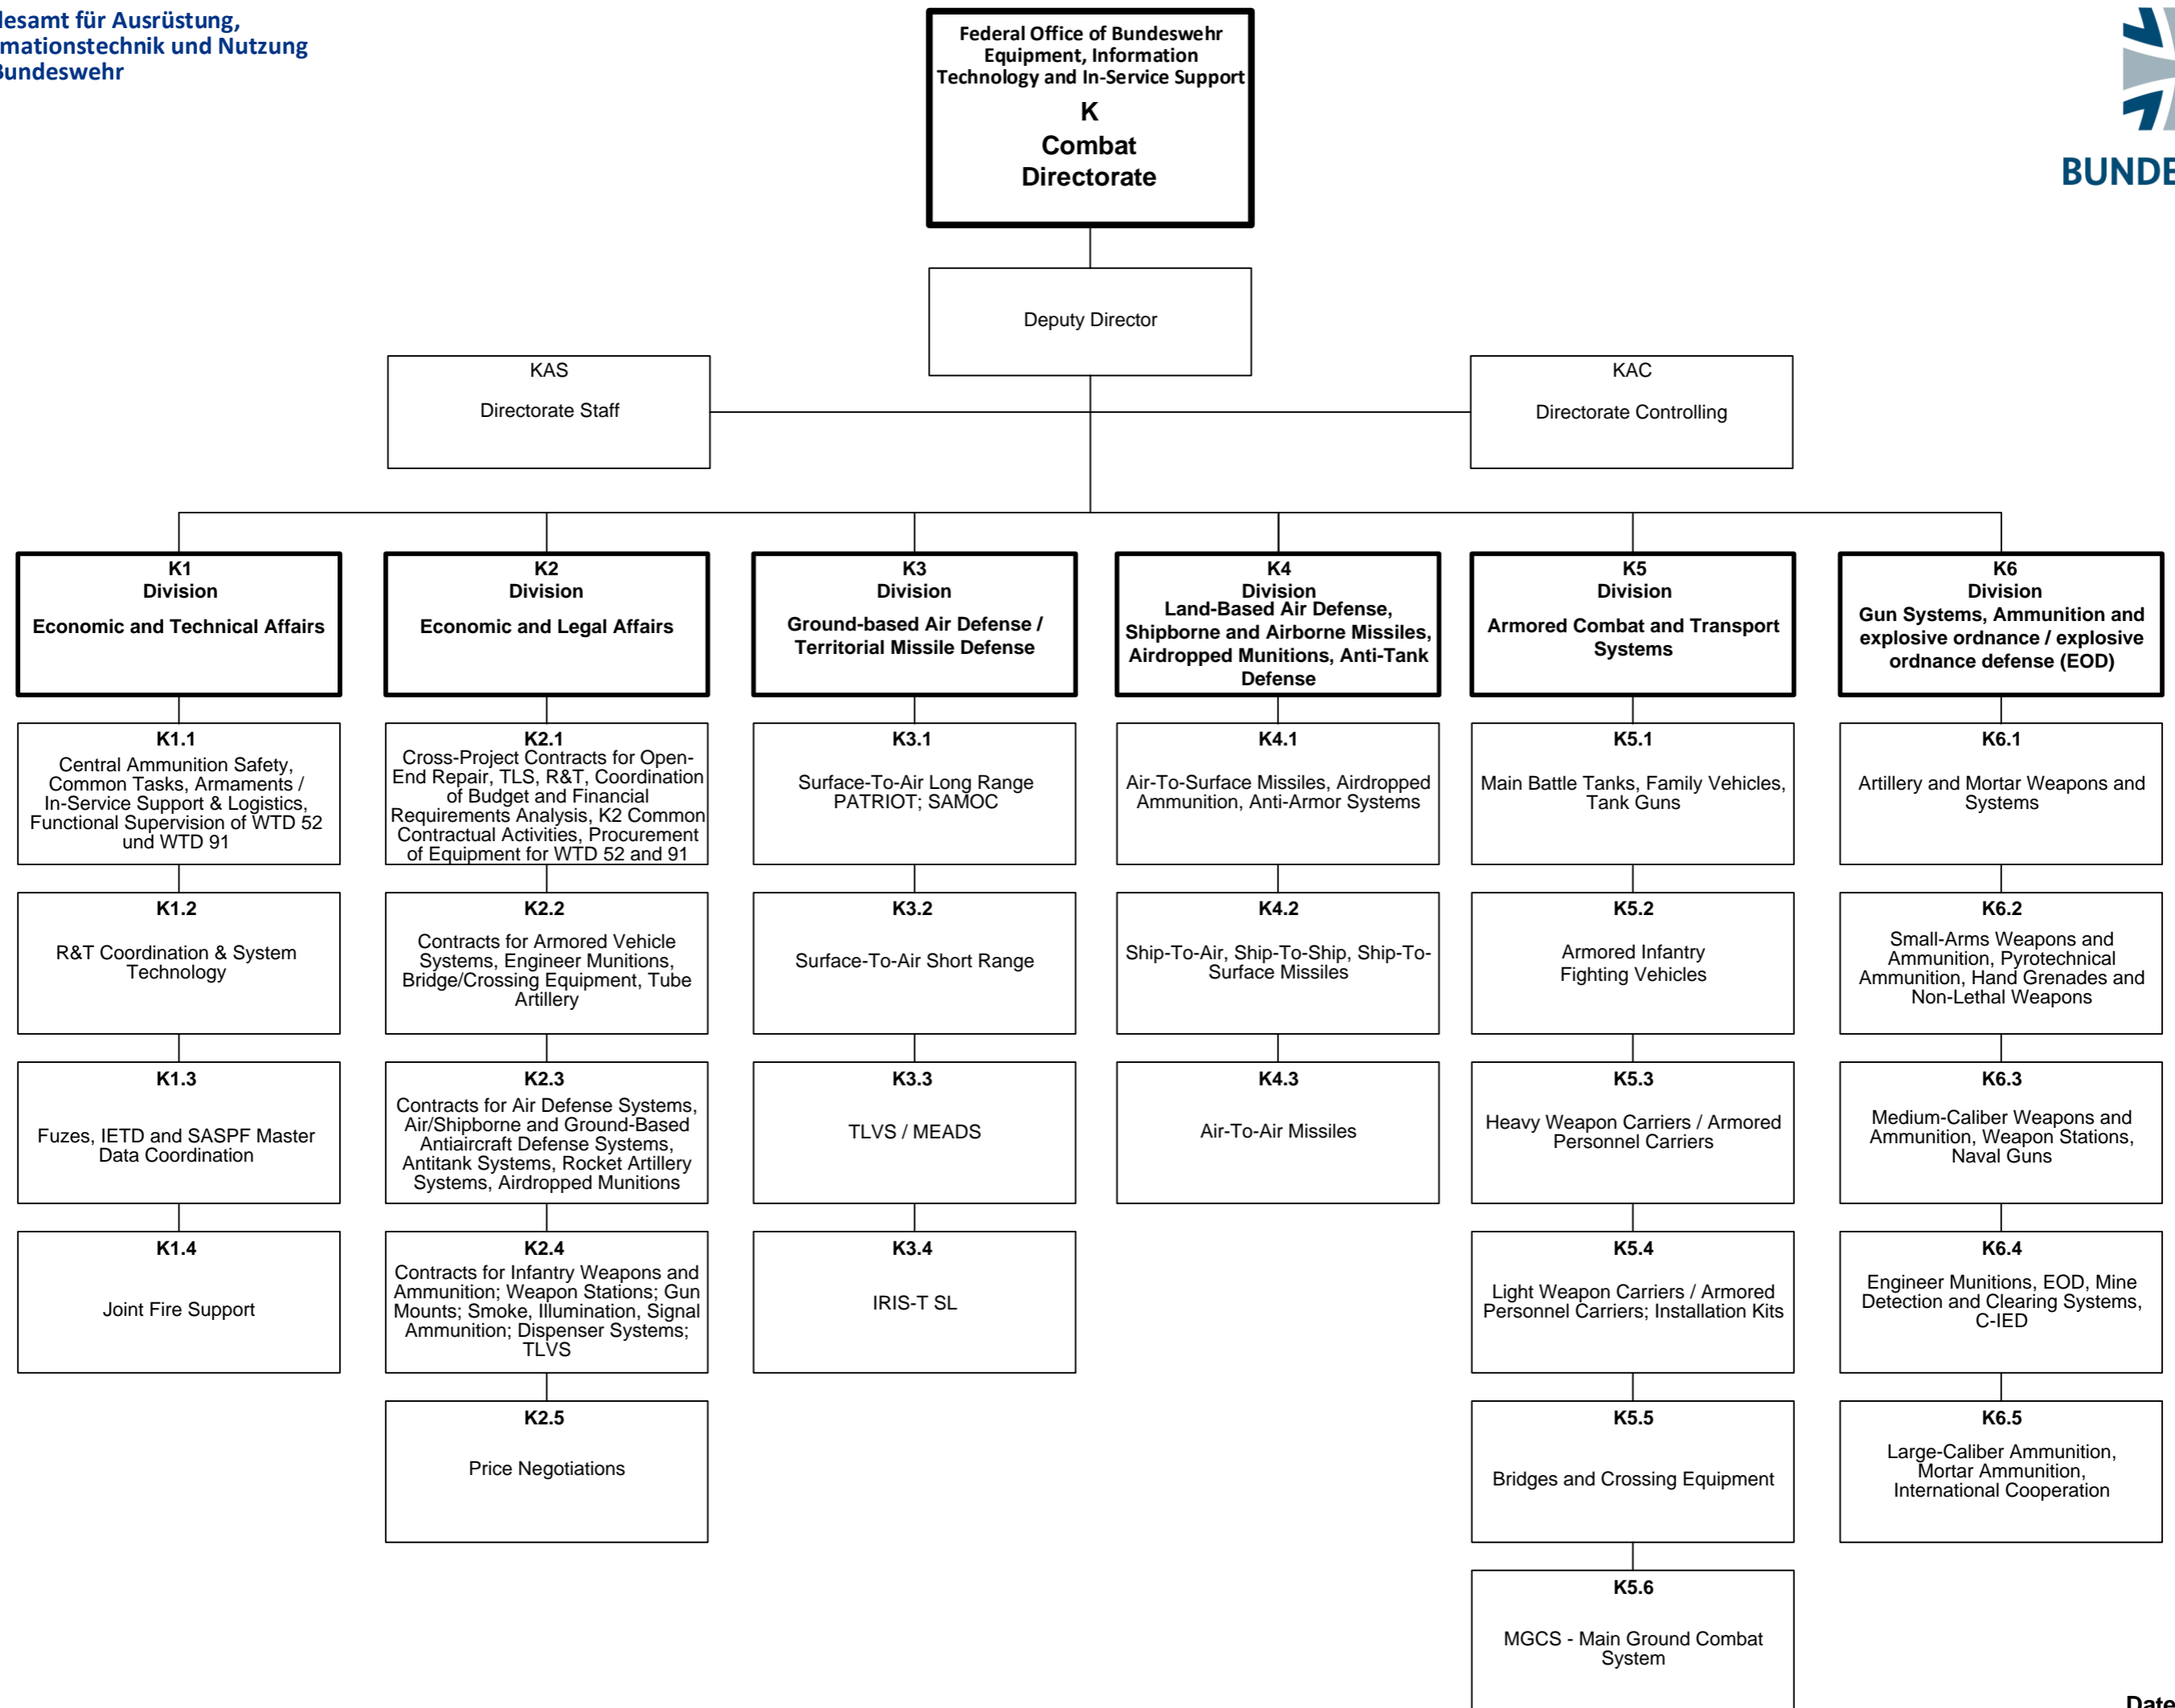 für Ausrüstung,
und Nutzung
Bundeswehr
Federal Office of Bundeswehr
Equipment, Information
Technology and In-Service Support
K
Combat
Directorate
Deputy Director
KAS
Directorate Staff
KAC
Directorate Controlling
K1
Division
Economic and Technical Affairs
K2
Division
Economic and Legal Affairs
K3
Division
Ground-based Air Defense /
Territorial Missile Defense
K4
Division
Land-Based Air Defense,
Shipborne and Airborne Missiles,
Airdropped Munitions, Anti-Tank
Defense
K5
Division
Armored Combat and Transport
Systems
K6
Division
Gun Systems, Ammunition and
explosive ordnance / explosive
ordnance defense (EOD)
K1.1
Central Ammunition Safety,
Common Tasks, Armaments /
In-Service Support & Logistics,
Functional Supervision of WTD 52
und WTD 91
K2.1
Cross-Project Contracts for Open-
End Repair, TLS, R&T, Coordination
of Budget and Financial
Requirements Analysis, K2 Common
Contractual Activities, Procurement
of Equipment for WTD 52 and 91
K3.1
Surface-To-Air Long Range
PATRIOT; SAMOC
K4.1
Air-To-Surface Missiles, Airdropped
Ammunition, Anti-Armor Systems
K5.1
Main Battle Tanks, Family Vehicles,
Tank Guns
K6.1
Artillery and Mortar Weapons and
Systems
K1.2
R&T Coordination & System
Technology
K2.2
Contracts for Armored Vehicle
Systems, Engineer Munitions,
Bridge/Crossing Equipment, Tube
Artillery
K3.2
Surface-To-Air Short Range
K4.2
Ship-To-Air, Ship-To-Ship, Ship-To-
Surface Missiles
K5.2
Armored Infantry
Fighting Vehicles
K6.2
Small-Arms Weapons and
Ammunition, Pyrotechnical
Ammunition, Hand Grenades and
Non-Lethal Weapons
K1.3
Fuzes, IETD and SASPF Master
Data Coordination
K2.3
Contracts for Air Defense Systems,
Air/Shipborne and Ground-Based
Antiaircraft Defense Systems,
Antitank Systems, Rocket Artillery
Systems, Airdropped Munitions
K3.3
TLVS / MEADS
K4.3
Air-To-Air Missiles
K5.3
Heavy Weapon Carriers / Armored
Personnel Carriers
K6.3
Medium-Caliber Weapons and
Ammunition, Weapon Stations,
Naval Guns
K1.4
Joint Fire Support
K2.4
Contracts for Infantry Weapons and
Ammunition; Weapon Stations; Gun
Mounts; Smoke, Illumination, Signal
Ammunition; Dispenser Systems;
TLVS
K3.4
IRIS-T SL
K5.4
Light Weapon Carriers / Armored
Personnel Carriers; Installation Kits
K6.4
Engineer Munitions, EOD, Mine
Detection and Clearing Systems,
C-IED
K2.5
Price Negotiations
K5.5
Bridges and Crossing Equipment
K6.5
Large-Caliber Ammunition,
Mortar Ammunition,
International Cooperation
K5.6
MGCS - Main Ground Combat
System
Date